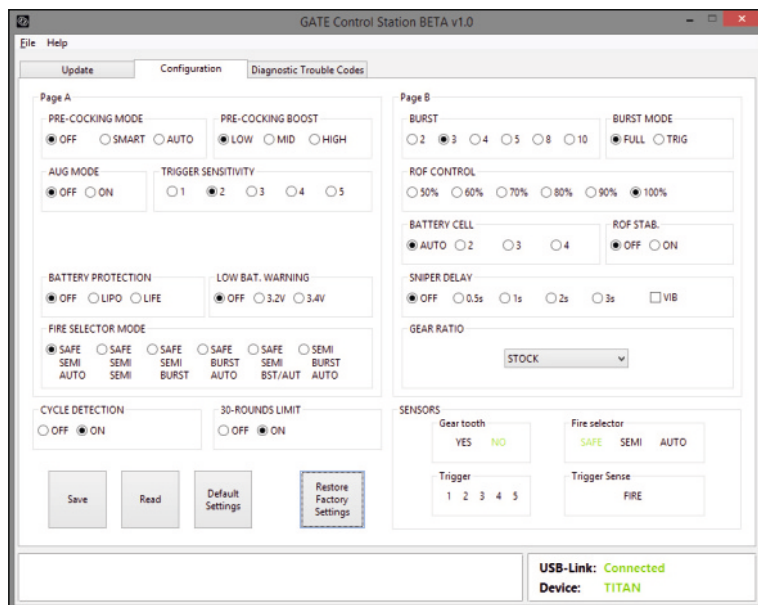 GATE Control Station BETA v1.0
File Help
Update Configuration Diagnostic Trouble Codes
Page A
PRE-COCKING MODE PRE-COCKING BOOST
OFF SMART AUTO LOW MID HIGH
AUG MODE TRIGGER SENSITIVITY
OFF ON 1 2 3 4 5
BATTERY PROTECTION LOW BAT. WARNING
OFF LIPO LIFE OFF 3.2V 3.4V
FIRE SELECTOR MODE
SAFE SAFE SAFE SAFE SAFE SEMI
SEMI SEMI SEMI BURST SEMI BURST
AUTO SEMI BURST AUTO BST/AUT AUTO
CYCLE DETECTION 30-ROUNDS LIMIT
OFF ON OFF ON
Save Read Default Settings Restore Factory Settings
Page B
BURST BURST MODE
2 3 4 5 8 10 FULL TRIG
ROF CONTROL
50% 60% 70% 80% 90% 100%
BATTERY CELL ROF STAB.
AUTO 2 3 4 OFF ON
SNIPER DELAY
OFF 0.5s 1s 2s 3s VIB
GEAR RATIO
STOCK
SENSORS
Gear tooth Fire selector
YES NO SAFE SEMI AUTO
Trigger Trigger Sense
1 2 3 4 5 FIRE
USB-Link: Connected
Device: TITAN